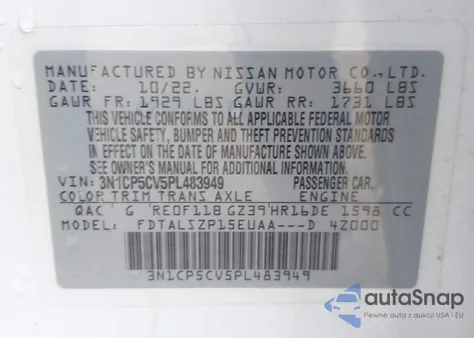 MANUFACTURED BY NISSAN MOTOR CO., LTD.
DATE: 10/22. GVWR: 3660 LBS
GAWR FR: 1929 LBS GAWR RR: 1731 LBS
THIS VEHICLE CONFORMS TO ALL APPLICABLE FEDERAL MOTOR
VEHICLE SAFETY, BUMPER AND THEFT PREVENTION STANDARDS
IN EFFECT ON THE DATE OF MANUFACTURE SHOWN ABOVE.
SEE OWNER'S MANUAL FOR ADDITIONAL INFORMATION.
VIN: 3N1CP5CV5PL483949 PASSENGER CAR.
COLOR TRIM TRANS AXLE ENGINE
QAC G RE0F11B GZ39 HR16DE 1598 CC
MODEL: FDTALSZP15EUAA---D 42000
3N1CP5CV5PL483949
autoSnap
Pewne auta z USA i EU